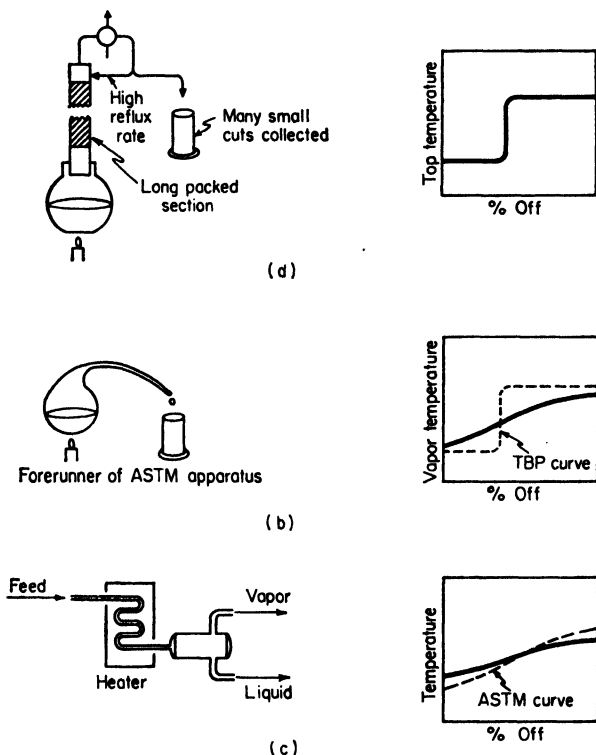 High
reflux
rate
Many small
cuts collected
Long packed
section
Top temperature
% Off
(d)
Forerunner of ASTM apparatus
Vapor temperature
TBP curve
% Off
(b)
Feed
Heater
Vapor
Liquid
Temperature
ASTM curve
% Off
(c)